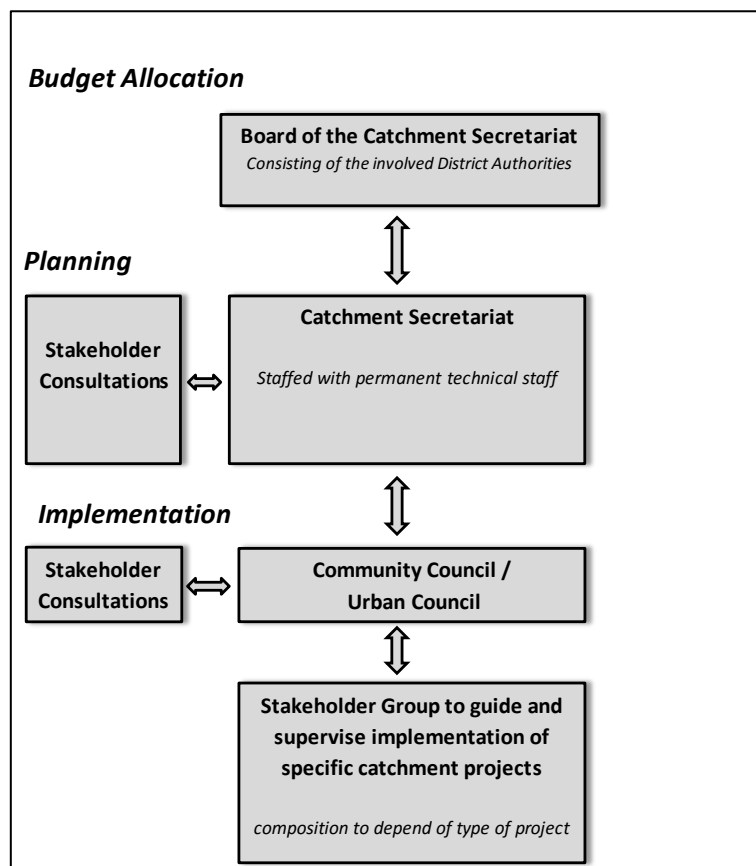 Budget Allocation
Board of the Catchment Secretariat
Consisting of the involved District Authorities
Planning
Stakeholder
Consultations
Catchment Secretariat
Staffed with permanent technical staff
Implementation
Stakeholder
Consultations
Community Council /
Urban Council
Stakeholder Group to guide and
supervise implementation of
specific catchment projects
composition to depend of type of project